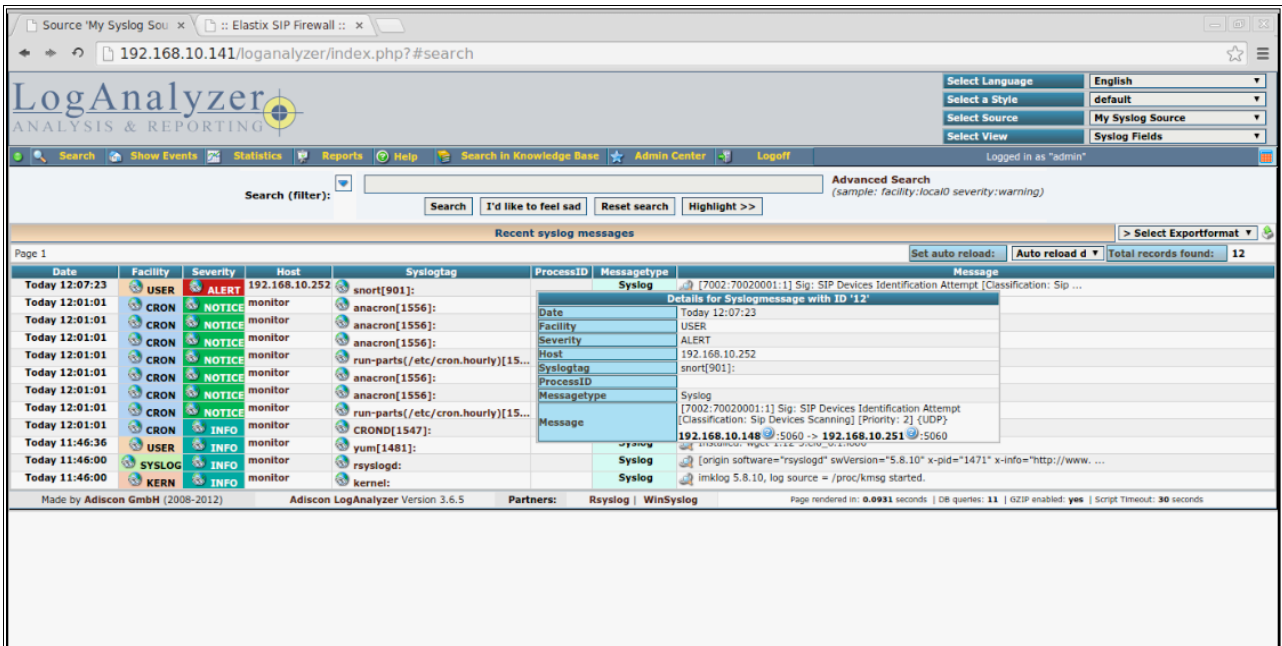 Source 'My Syslog Sou
:: Elastix SIP Firewall ::
192.168.10.141/loganalyzer/index.php?#search
LogAnalyzer
ANALYSIS & REPORTING
Select Language English
Select a Style default
Select Source My Syslog Source
Select View Syslog Fields
Search Show Events Statistics Reports Help Search in Knowledge Base Admin Center Logoff Logged in as "admin"
Search (filter): Advanced Search
(sample: facility:local0 severity:warning)
Search I'd like to feel sad Reset search Highlight >>
Recent syslog messages > Select Exportformat
Page 1 Set auto reload: Auto reload d Total records found: 12
Date Facility Severity Host Syslogtag ProcessID Messagetype Message
Today 12:07:23 USER ALERT 192.168.10.252 snort[901]: Syslog [7002:70020001:1] Sig: SIP Devices Identification Attempt [Classification: Sip ...
Today 12:01:01 CRON NOTICE monitor anacron[1556]:
Today 12:01:01 CRON NOTICE monitor anacron[1556]:
Today 12:01:01 CRON NOTICE monitor anacron[1556]:
Today 12:01:01 CRON NOTICE monitor run-parts(/etc/cron.hourly)[15...
Today 12:01:01 CRON NOTICE monitor anacron[1556]:
Today 12:01:01 CRON NOTICE monitor anacron[1556]:
Today 12:01:01 CRON NOTICE monitor run-parts(/etc/cron.hourly)[15...
Today 12:01:01 CRON INFO monitor CROND[1547]:
Today 11:46:36 USER INFO monitor yum[1481]: Syslog
Today 11:46:00 SYSLOG INFO monitor rsyslogd: Syslog [origin software="rsyslogd" swVersion="5.8.10" x-pid="1471" x-info="http://www. ...
Today 11:46:00 KERN INFO monitor kernel: Syslog imklog 5.8.10, log source = /proc/kmsg started.
Details for Syslogmessage with ID '12'
Date Today 12:07:23
Facility USER
Severity ALERT
Host 192.168.10.252
Syslogtag snort[901]:
ProcessID
Messagetype Syslog
Message [7002:70020001:1] Sig: SIP Devices Identification Attempt
[Classification: Sip Devices Scanning] [Priority: 2] {UDP}
192.168.10.148 :5060 -> 192.168.10.251 :5060
Made by Adiscon GmbH (2008-2012) Adiscon LogAnalyzer Version 3.6.5 Partners: Rsyslog | WinSyslog Page rendered in: 0.0931 seconds | DB queries: 11 | GZIP enabled: yes | Script Timeout: 30 seconds